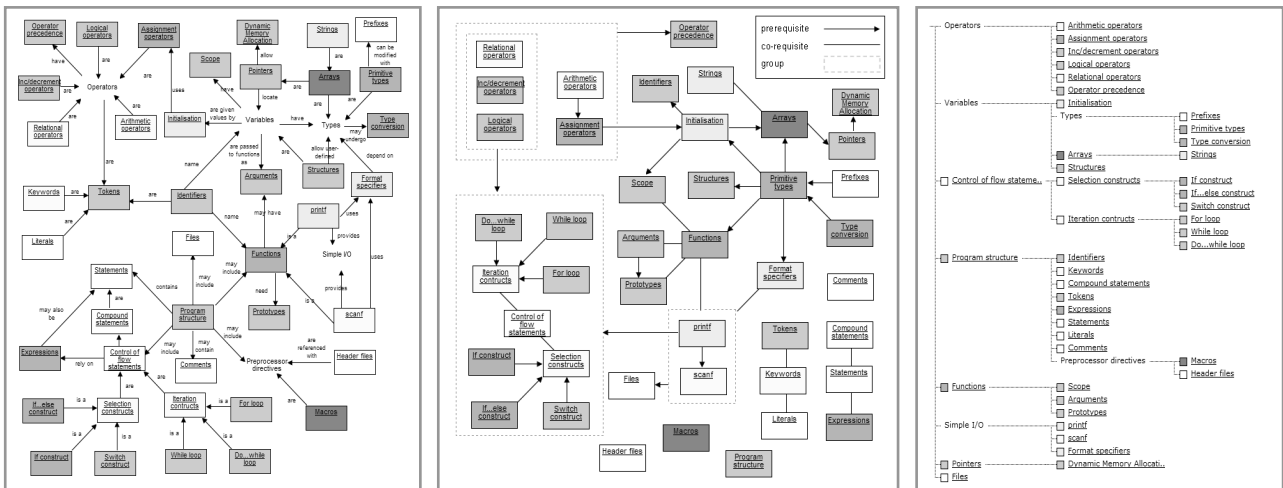 Operator
precedence
Logical
operators
Assignment
operators
Dynamic
Memory
Allocation
Strings
Prefixes
have
are
are
allow
are
can be
modified
with
Scope
Pointers
Arrays
Primitive
types
Inc/decrement
operators
are
Operators
uses
have
locate
are
are
are
are
are given
values by
Relational
operators
Arithmetic
operators
Initialisation
Variables
have
Types
may
undergo
Type
conversion
are passed
to functions
as
allow user-
defined
are
name
depend on
are
Keywords
are
Tokens
are
Identifiers
Arguments
Structures
Format
specifiers
are
Literals
name
may have
printf
uses
provides
is a
Files
Functions
Simple I/O
uses
Statements
may
include
may
include
provides
contains
need
is a
are
may also
be
Compound
statements
Program
structure
Prototypes
scanf
may
include
may
contain
may
include
are
referenced
with
Expressions
rely on
Control of
flow
statements
Comments
Preprocessor
directives
Header files
are
are
are
If...else
construct
is a
Selection
constructs
Iteration
contructs
is a
For loop
Macros
is a
is a
is a
is a
If construct
Switch
construct
While loop
Do...while
loop
Relational
operators
Inc/decrement
operators
Logical
operators
Operator
precedence
prerequisite
co-requisite
group
Arithmetic
operators
Identifiers
Strings
Assignment
operators
Initialisation
Arrays
Dynamic
Memory
Allocation
Pointers
Scope
Structures
Primitive
types
Prefixes
Do...while
loop
While loop
Arguments
Functions
Type
conversion
Iteration
contructs
For loop
Prototypes
Format
specifiers
Comments
Control of
flow
statements
printf
Tokens
Compound
statements
If construct
Selection
constructs
scanf
Files
Keywords
Statements
If...else
construct
Switch
construct
Literals
Expressions
Macros
Header files
Program
structure
Operators
Arithmetic operators
Assignment operators
Inc/decrement operators
Logical operators
Relational operators
Operator precedence
Variables
Initialisation
Types
Prefixes
Primitive types
Type conversion
Arrays
Strings
Structures
Control of flow stateme..
Selection constructs
If construct
If...else construct
Switch construct
Iteration contructs
For loop
While loop
Do...while loop
Program structure
Identifiers
Keywords
Compound statements
Tokens
Expressions
Statements
Literals
Comments
Preprocessor directives
Macros
Header files
Functions
Scope
Arguments
Prototypes
Simple I/O
printf
scanf
Format specifiers
Pointers
Dynamic Memory Allocati..
Files